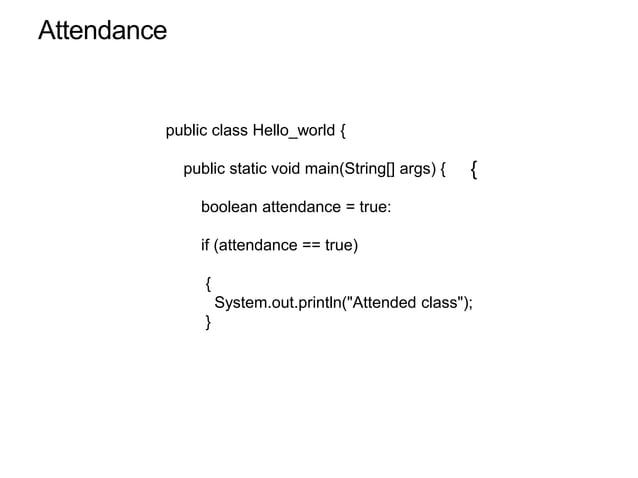 Attendance
public class Hello_world {
public static void main(String[] args) { {
boolean attendance = true:
if (attendance == true)
{
System.out.println("Attended class");
}